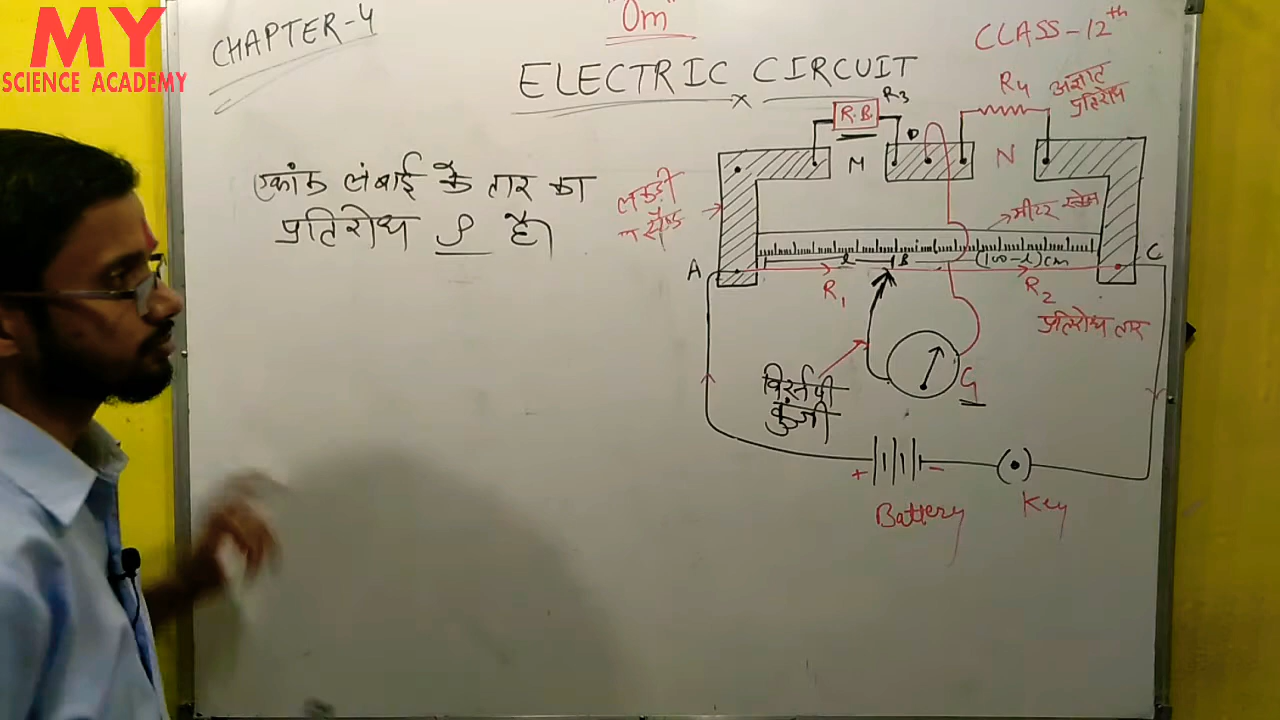 MY
SCIENCE ACADEMY
CHAPTER-4
"Om"
CLASS-12th
ELECTRIC CIRCUIT
x
R.B.
R3
R4
अज्ञात
प्रतिरोध
D
M
N
एकांक लंबाई के तार का
प्रतिरोध ρ है।
लकड़ी
मीटर स्केल
A
l
B
(100-l)cm
C
R1
R2
प्रतिरोध तार
G
विसर्पी
कुंजी
+
-
Battery
Key